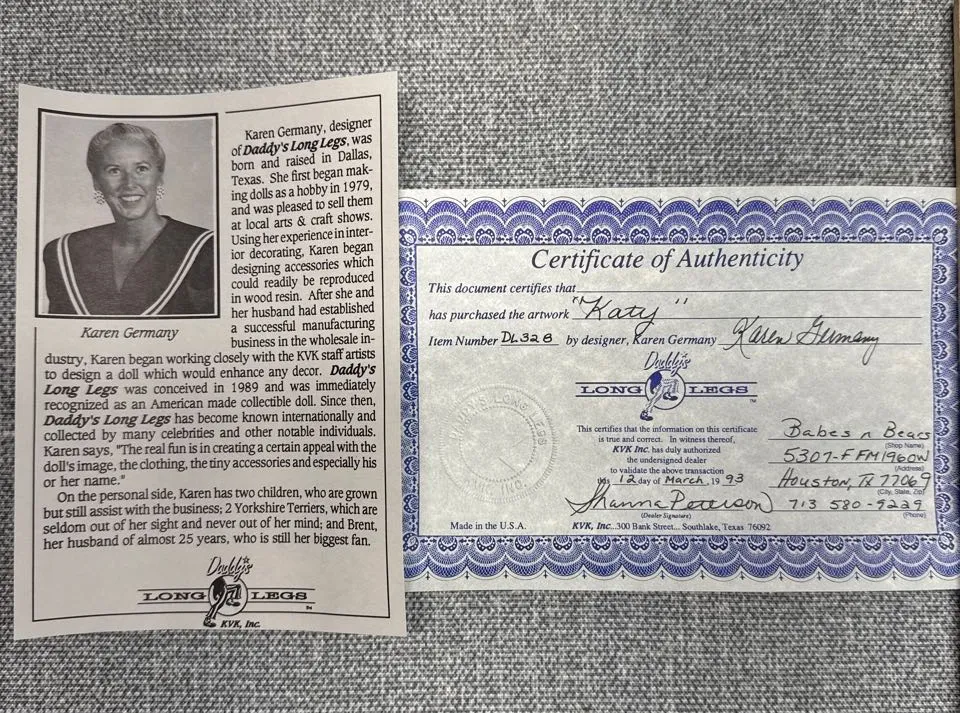 Karen Germany, designer
of Daddy's Long Legs, was
born and raised in Dallas,
Texas. She first began mak-
ing dolls as a hobby in 1979,
and was pleased to sell them
at local arts & craft shows.
Using her experience in inter-
ior decorating, Karen began
designing accessories which
could readily be reproduced
in wood resin. After she and
her husband had established
a successful manufacturing
business in the wholesale in-
Karen Germany
dustry, Karen began working closely with the KVK staff artists
to design a doll which would enhance any decor. Daddy's
Long Legs was conceived in 1989 and was immediately
recognized as an American made collectible doll. Since then,
Daddy's Long Legs has become known internationally and
collected by many celebrities and other notable individuals.
Karen says, "The real fun is in creating a certain appeal with the
doll's image, the clothing, the tiny accessories and especially his
or her name."
On the personal side, Karen has two children, who are grown
but still assist with the business; 2 Yorkshire Terriers, which are
seldom out of her sight and never out of her mind; and Brent,
her husband of almost 25 years, who is still her biggest fan.
Daddy's
LONG LEGS
KVK, Inc.
Certificate of Authenticity
This document certifies that
has purchased the artwork "Katy"
Item Number DL32B by designer, Karen Germany Karen Germany
Daddy's
LONG LEGS TM
DADDY'S LONG LEGS
This certifies that the information on this certificate
is true and correct. In witness thereof,
KVK Inc. has duly authorized
the undersigned dealer
to validate the above transaction
this 12 day of March, 1993
Shanna Peterson
(Dealer Signature)
Babes n Bears
(Shop Name)
5307-F FM1960W
(Address)
Houston, TX 77069
(City, State, Zip)
713 580-9229
(Phone)
Made in the U.S.A. KVK, Inc...300 Bank Street... Southlake, Texas 76092